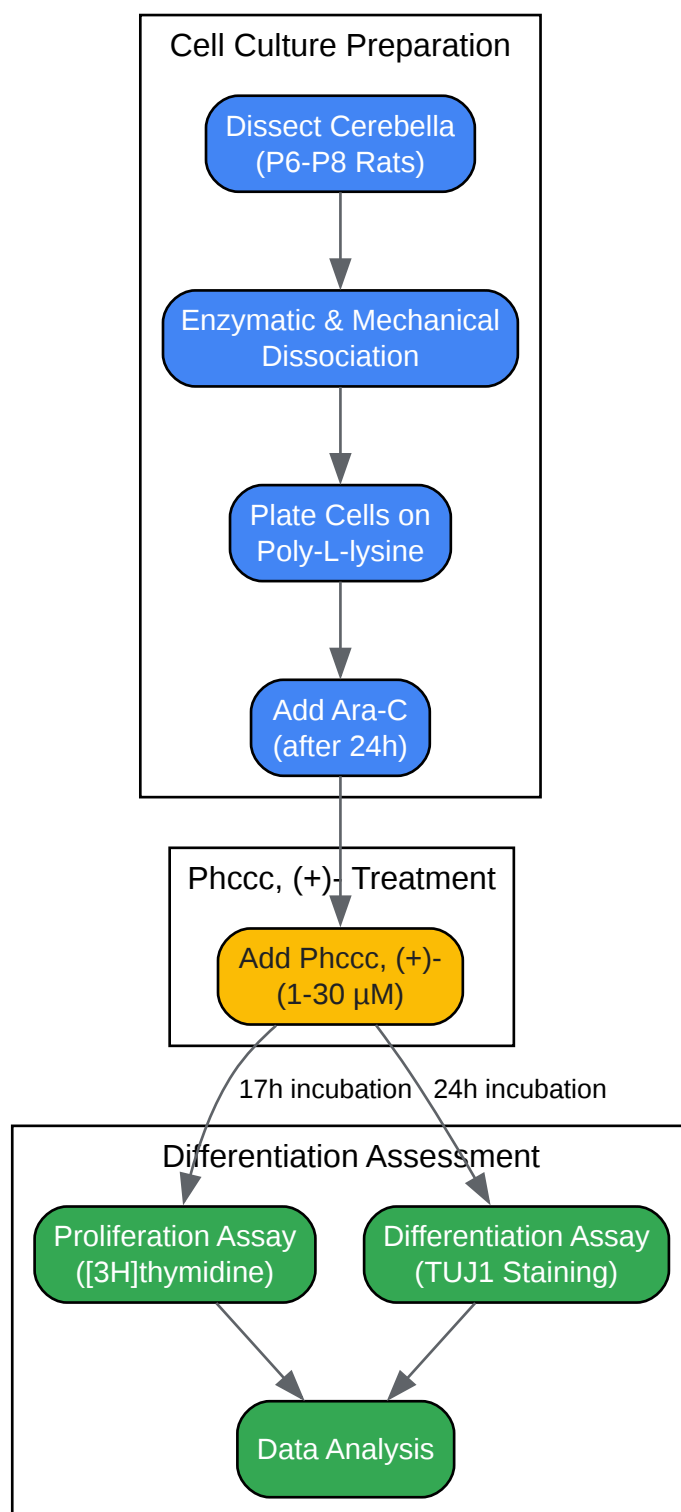 Cell Culture Preparation
Dissect Cerebella
(P6-P8 Rats)
Enzymatic & Mechanical
Dissociation
Plate Cells on
Poly-L-lysine
Add Ara-C
(after 24h)
Phccc, (+)- Treatment
Add Phccc, (+)-
(1-30 µM)
17h incubation
24h incubation
Differentiation Assessment
Proliferation Assay
([3H]thymidine)
Differentiation Assay
(TUJ1 Staining)
Data Analysis